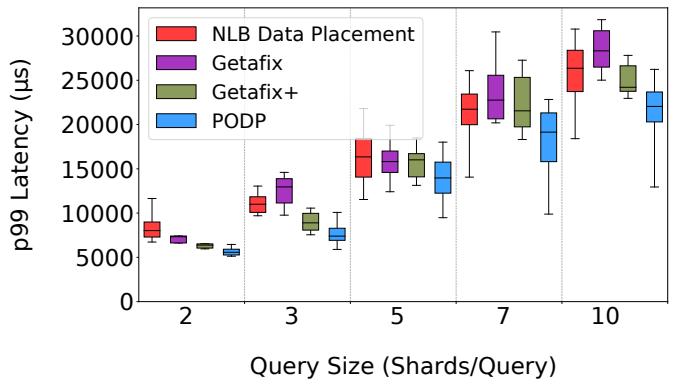 NLB Data Placement
Getafix
Getafix+
PODP
p99 Latency (μs)
30000
25000
20000
15000
10000
5000
0
2 3 5 7 10
Query Size (Shards/Query)